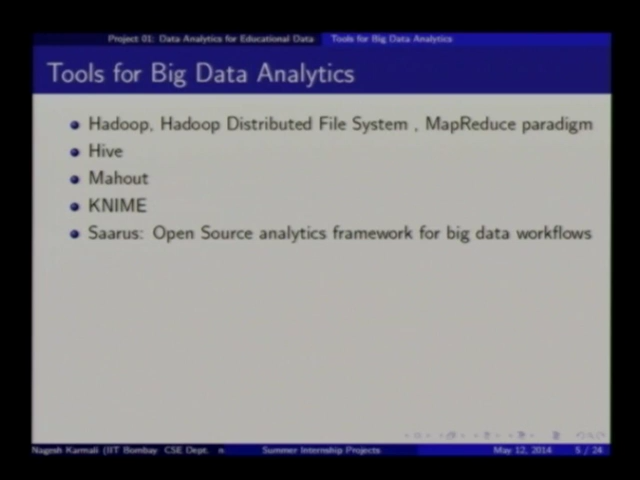 Project 01: Data Analytics for Educational Data Tools for Big Data Analytics
Tools for Big Data Analytics
Hadoop, Hadoop Distributed File System , MapReduce paradigm
Hive
Mahout
KNIME
Saarus: Open Source analytics framework for big data workflows
Nagesh Karmali (IIT Bombay CSE Dept. n. Summer Internship Projects May 12, 2014 5 / 24